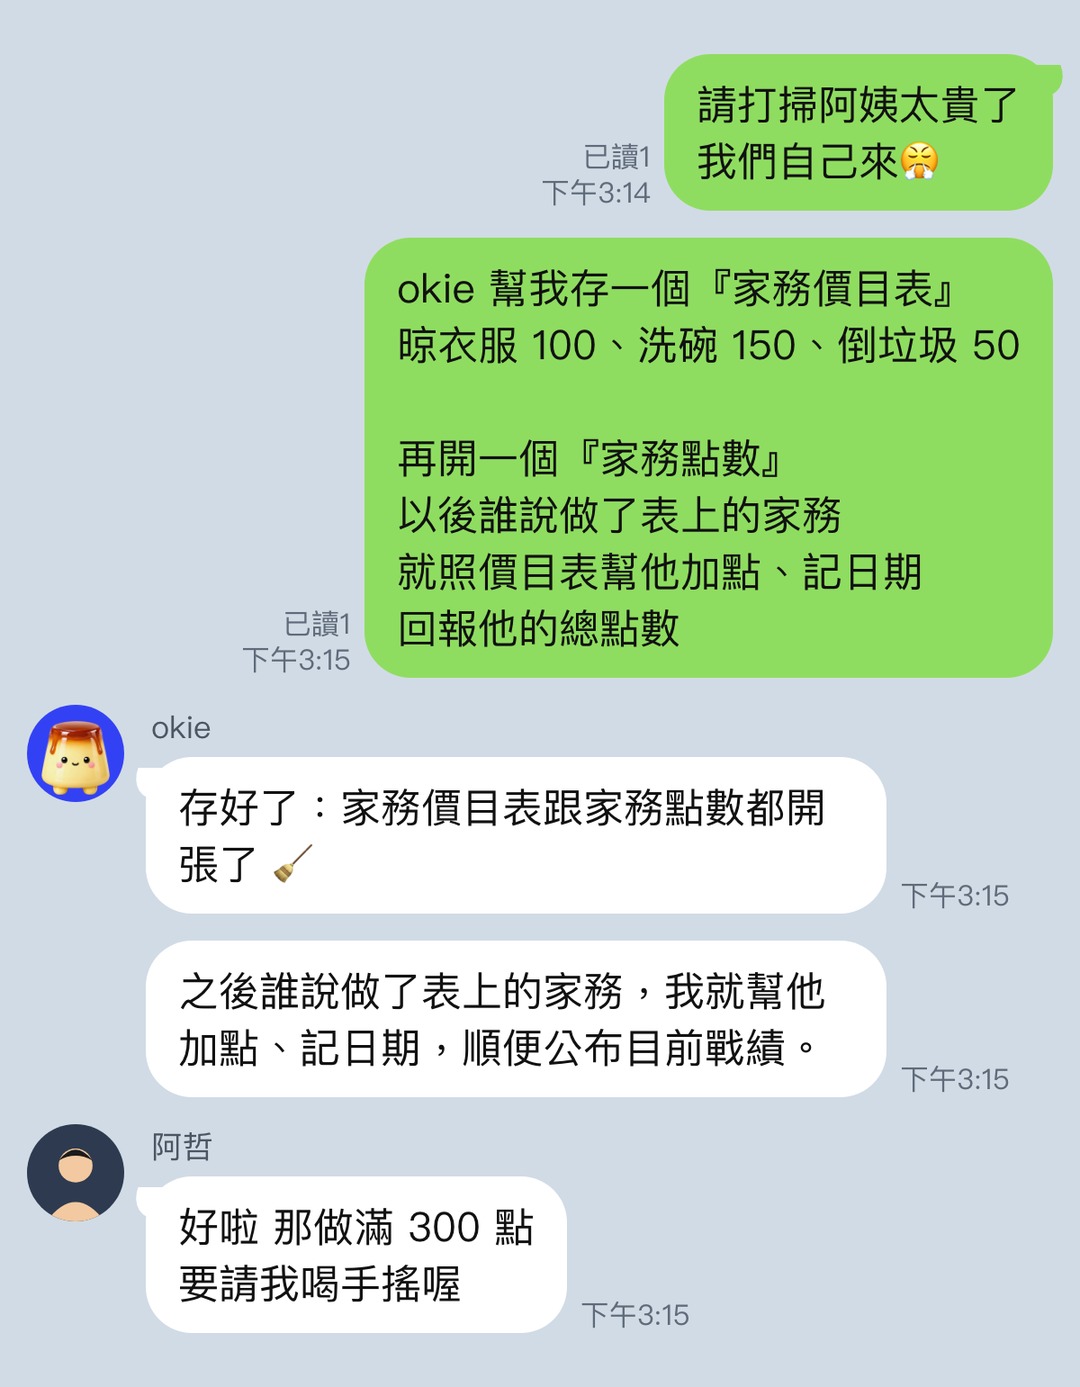 請打掃阿姨太貴了
我們自己來😤
已讀1
下午3:14
okie 幫我存一個『家務價目表』
晾衣服 100、洗碗 150、倒垃圾 50
再開一個『家務點數』
以後誰說做了表上的家務
就照價目表幫他加點、記日期
回報他的總點數
已讀1
下午3:15
okie
存好了：家務價目表跟家務點數都開
張了 🧹
下午3:15
之後誰說做了表上的家務，我就幫他
加點、記日期，順便公布目前戰績。
下午3:15
阿哲
好啦 那做滿 300 點
要請我喝手搖喔
下午3:15